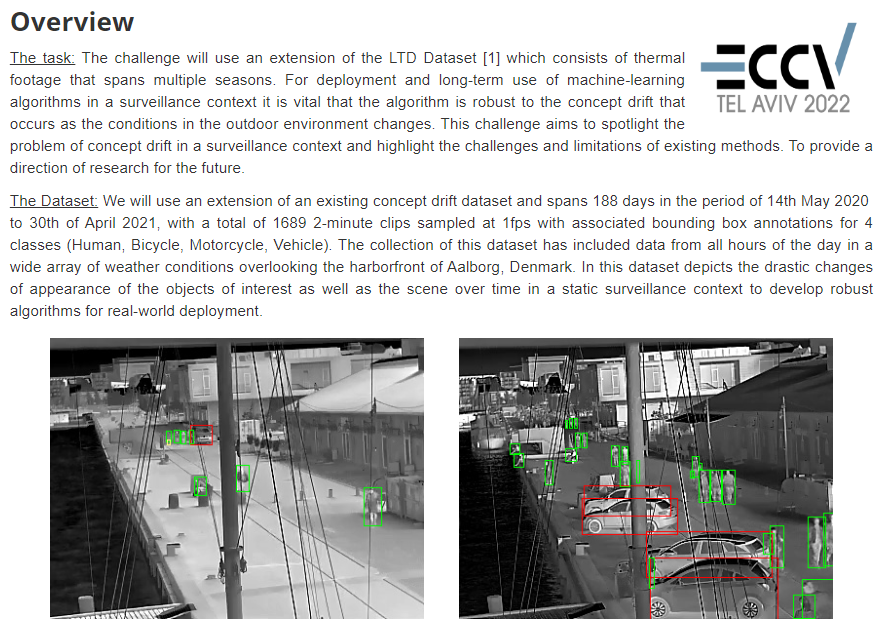 Overview
The task: The challenge will use an extension of the LTD Dataset [1] which consists of thermal
footage that spans multiple seasons. For deployment and long-term use of machine-learning
algorithms in a surveillance context it is vital that the algorithm is robust to the concept drift that
occurs as the conditions in the outdoor environment changes. This challenge aims to spotlight the
problem of concept drift in a surveillance context and highlight the challenges and limitations of existing methods. To provide a
direction of research for the future.
ECCV
TEL AVIV 2022
The Dataset: We will use an extension of an existing concept drift dataset and spans 188 days in the period of 14th May 2020
to 30th of April 2021, with a total of 1689 2-minute clips sampled at 1fps with associated bounding box annotations for 4
classes (Human, Bicycle, Motorcycle, Vehicle). The collection of this dataset has included data from all hours of the day in a
wide array of weather conditions overlooking the harborfront of Aalborg, Denmark. In this dataset depicts the drastic changes
of appearance of the objects of interest as well as the scene over time in a static surveillance context to develop robust
algorithms for real-world deployment.